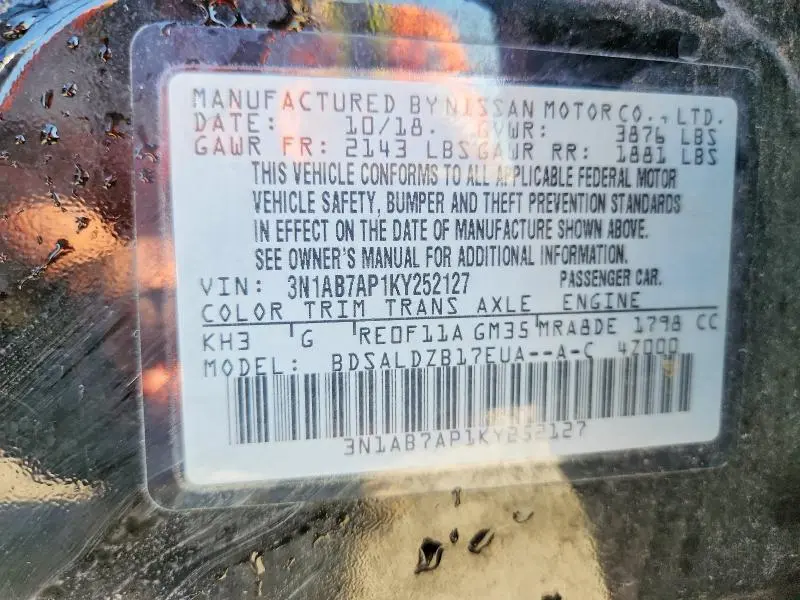 MANUFACTURED BY NISSAN MOTOR CO., LTD.
DATE: 10/18. GVWR: 3876 LBS
GAWR FR: 2143 LBS GAWR RR: 1881 LBS
THIS VEHICLE CONFORMS TO ALL APPLICABLE FEDERAL MOTOR
VEHICLE SAFETY, BUMPER AND THEFT PREVENTION STANDARDS
IN EFFECT ON THE DATE OF MANUFACTURE SHOWN ABOVE.
SEE OWNER'S MANUAL FOR ADDITIONAL INFORMATION.
VIN: 3N1AB7AP1KY252127 PASSENGER CAR.
COLOR TRIM TRANS AXLE ENGINE
KH3 G RE0F11A GM35 MRA8DE 1798 CC
MODEL: BDSALDZB17EUA--A-C 47000
3N1AB7AP1KY252127